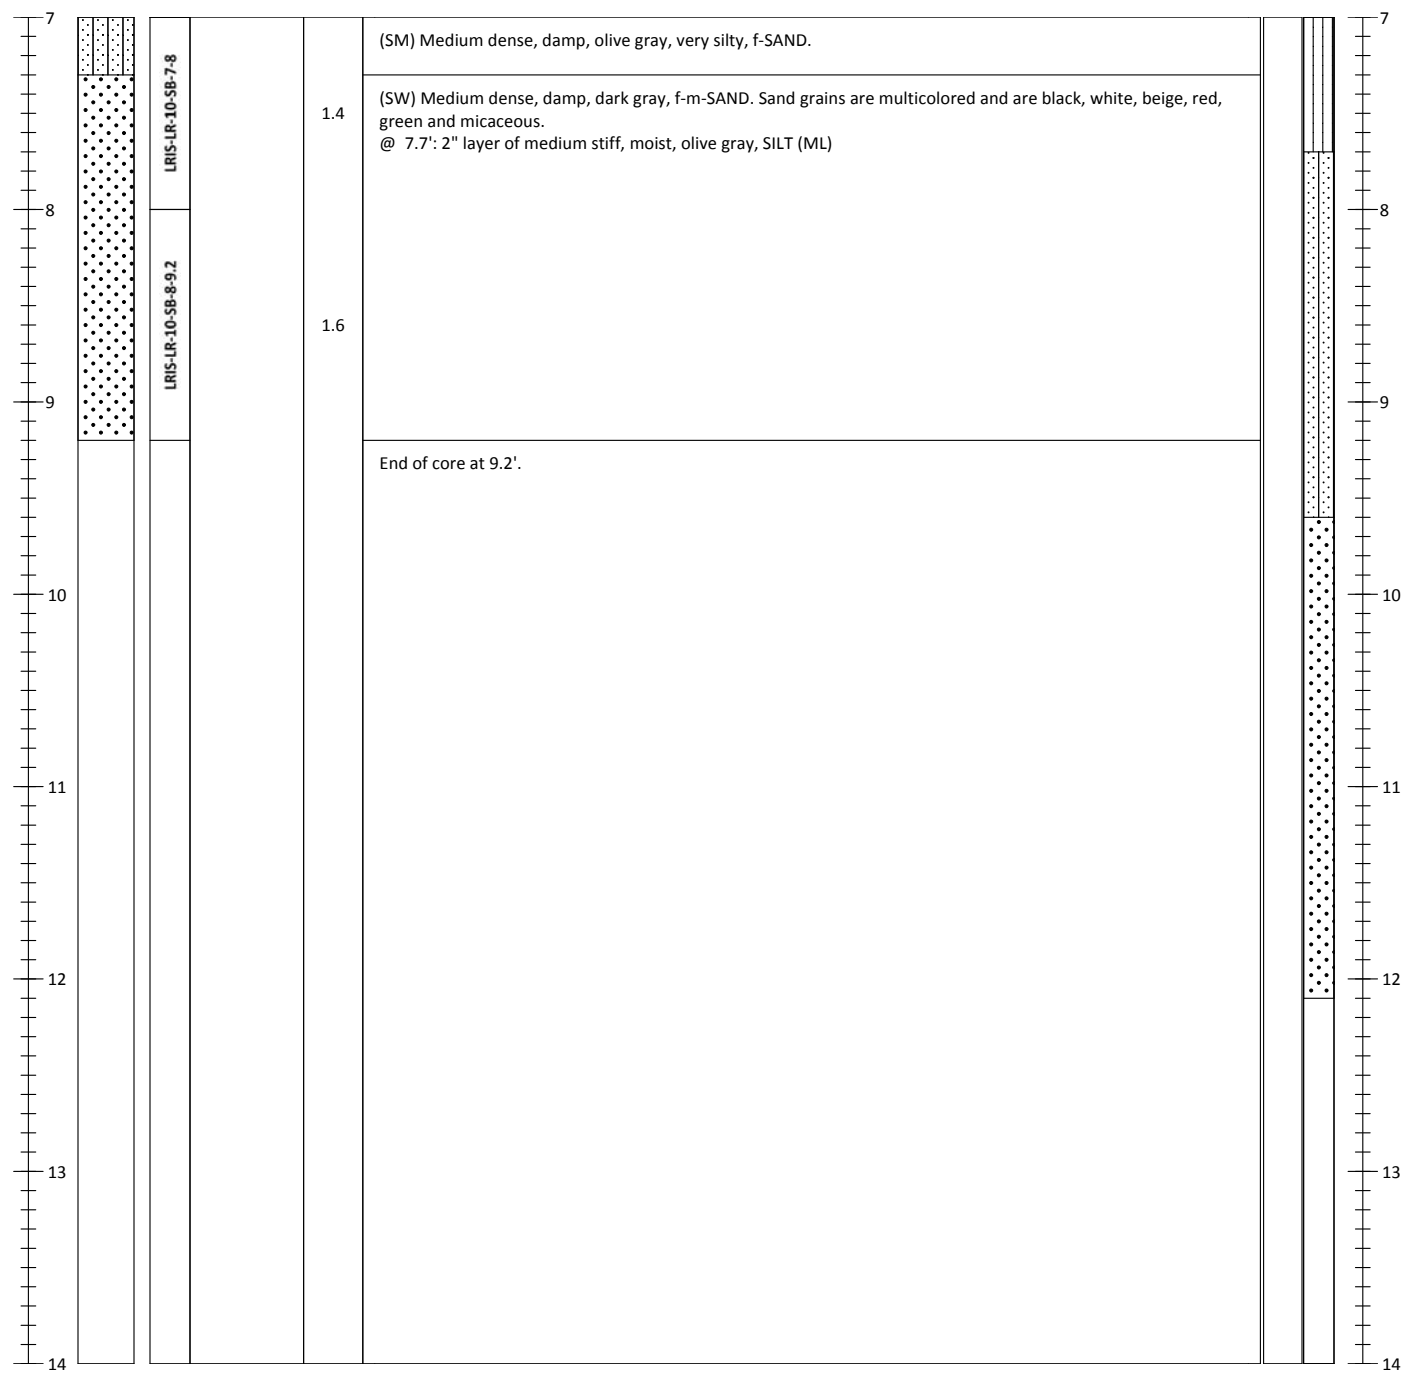 7
8
9
10
11
12
13
14
LRIS-LR-10-SB-7-8
LRIS-LR-10-SB-8-9.2
1.4
1.6
(SM) Medium dense, damp, olive gray, very silty, f-SAND.
(SW) Medium dense, damp, dark gray, f-m-SAND. Sand grains are multicolored and are black, white, beige, red,
green and micaceous.
@ 7.7': 2" layer of medium stiff, moist, olive gray, SILT (ML)
End of core at 9.2'.
7
8
9
10
11
12
13
14